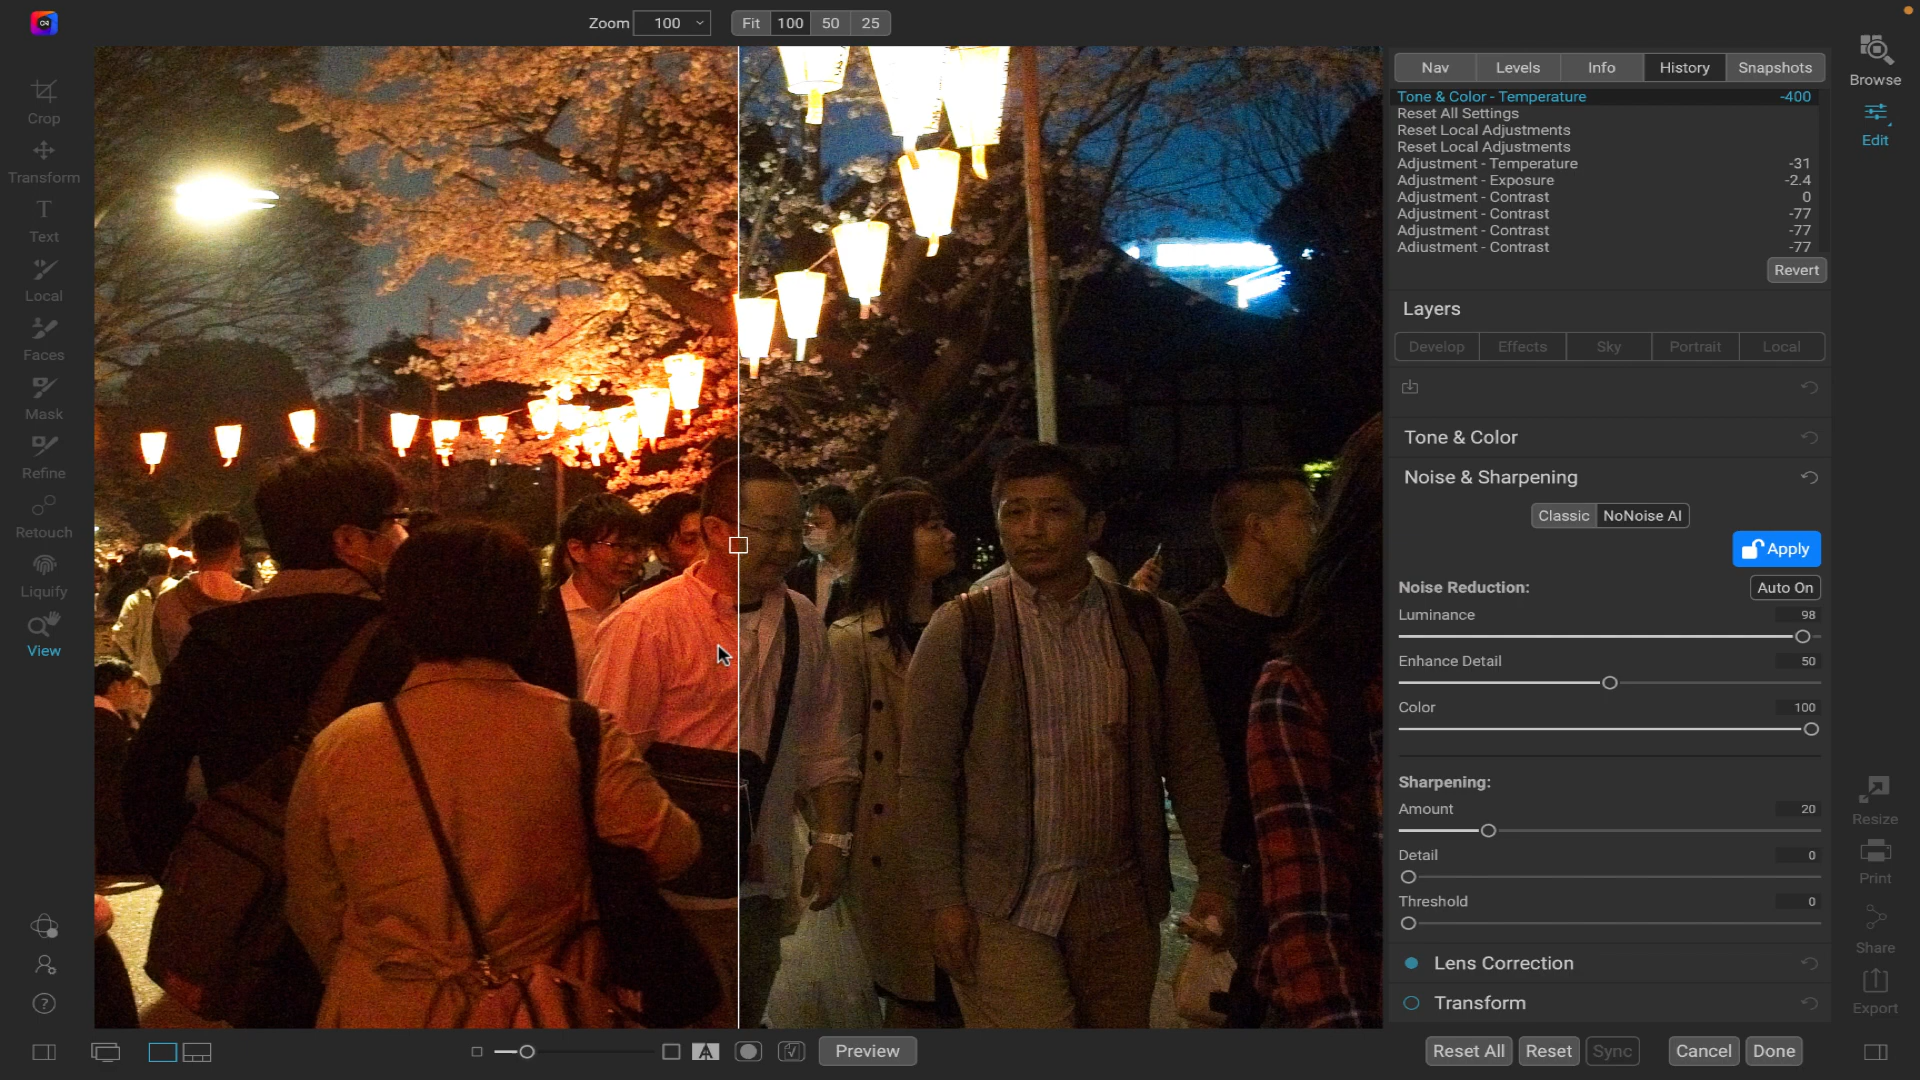 Zoom 100 Fit 100 50 25
Crop
Transform
Text
Local
Faces
Mask
Refine
Retouch
Liquify
View
Nav Levels Info History Snapshots
Tone & Color - Temperature -400
Reset All Settings
Reset Local Adjustments
Reset Local Adjustments
Adjustment - Temperature -31
Adjustment - Exposure -2.4
Adjustment - Contrast 0
Adjustment - Contrast -77
Adjustment - Contrast -77
Adjustment - Contrast -77
Revert
Layers
Develop Effects Sky Portrait Local
Tone & Color
Noise & Sharpening
Classic NoNoise AI
Apply
Noise Reduction: Auto On
Luminance 98
Enhance Detail 50
Color 100
Sharpening:
Amount 20
Detail 0
Threshold 0
Lens Correction
Transform
Browse
Edit
Resize
Print
Share
Export
Preview
Reset All Reset Sync Cancel Done